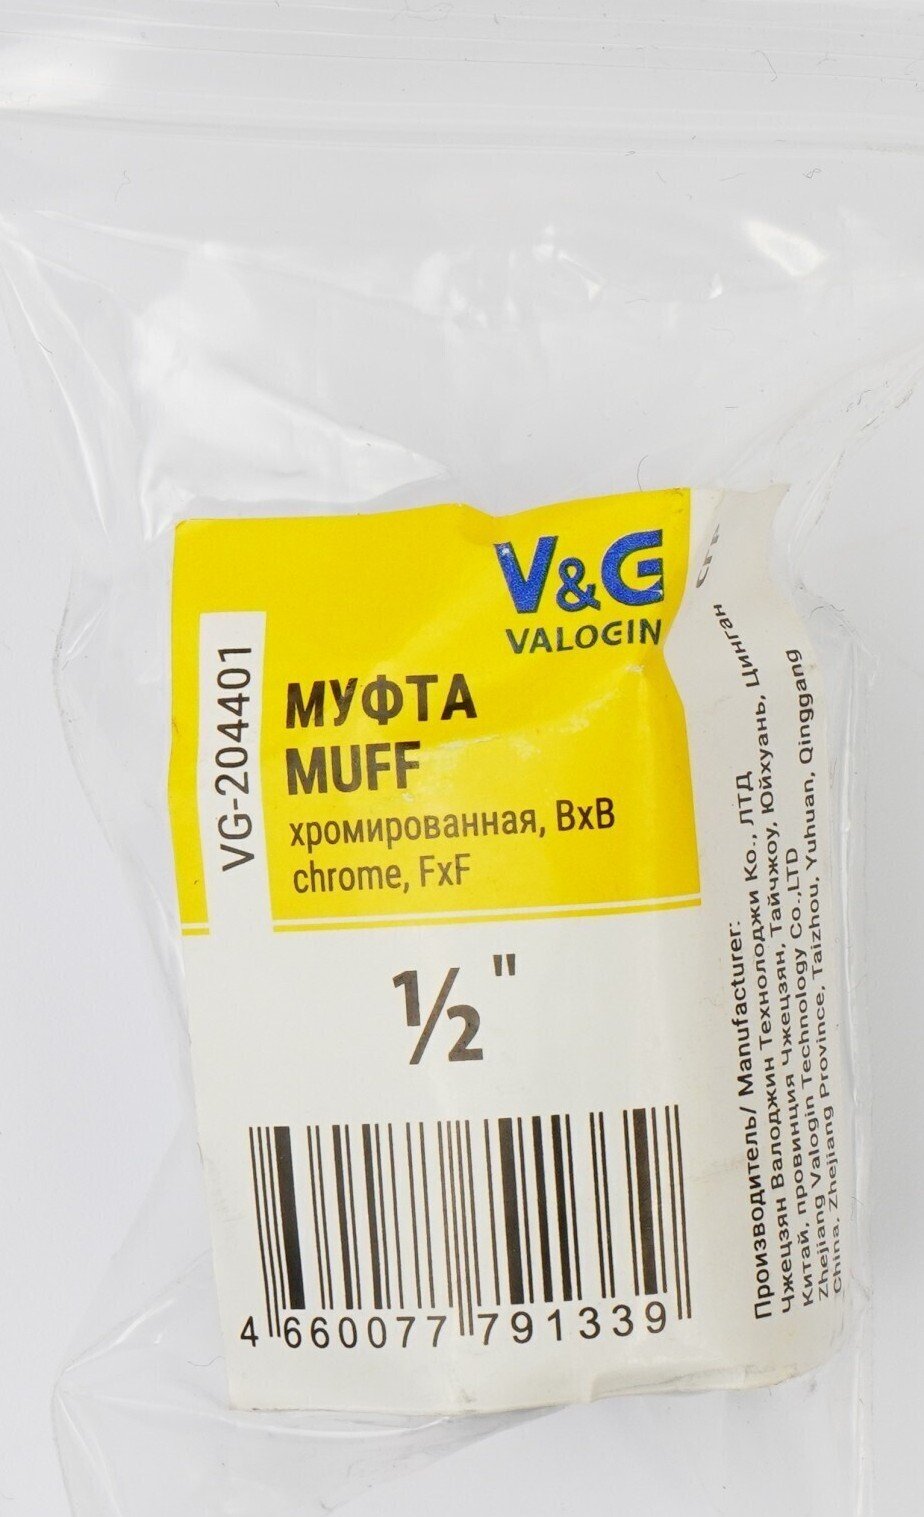 V&G
VALOGIN
VG-204401
МУФТА
MUFF
хромированная, ВхВ
chrome, FxF
½"
4 660077 791339
Производитель/ Manufacturer:
Чжецзян Валоджин Технолоджи Ко., ЛТД
Китай, провинция Чжецзян, Тайчжоу, Юйхуань, Цинган
Zhejiang Valogin Technology Co.,LTD
China, Zhejiang Province, Taizhou, Yuhuan, Qinggang